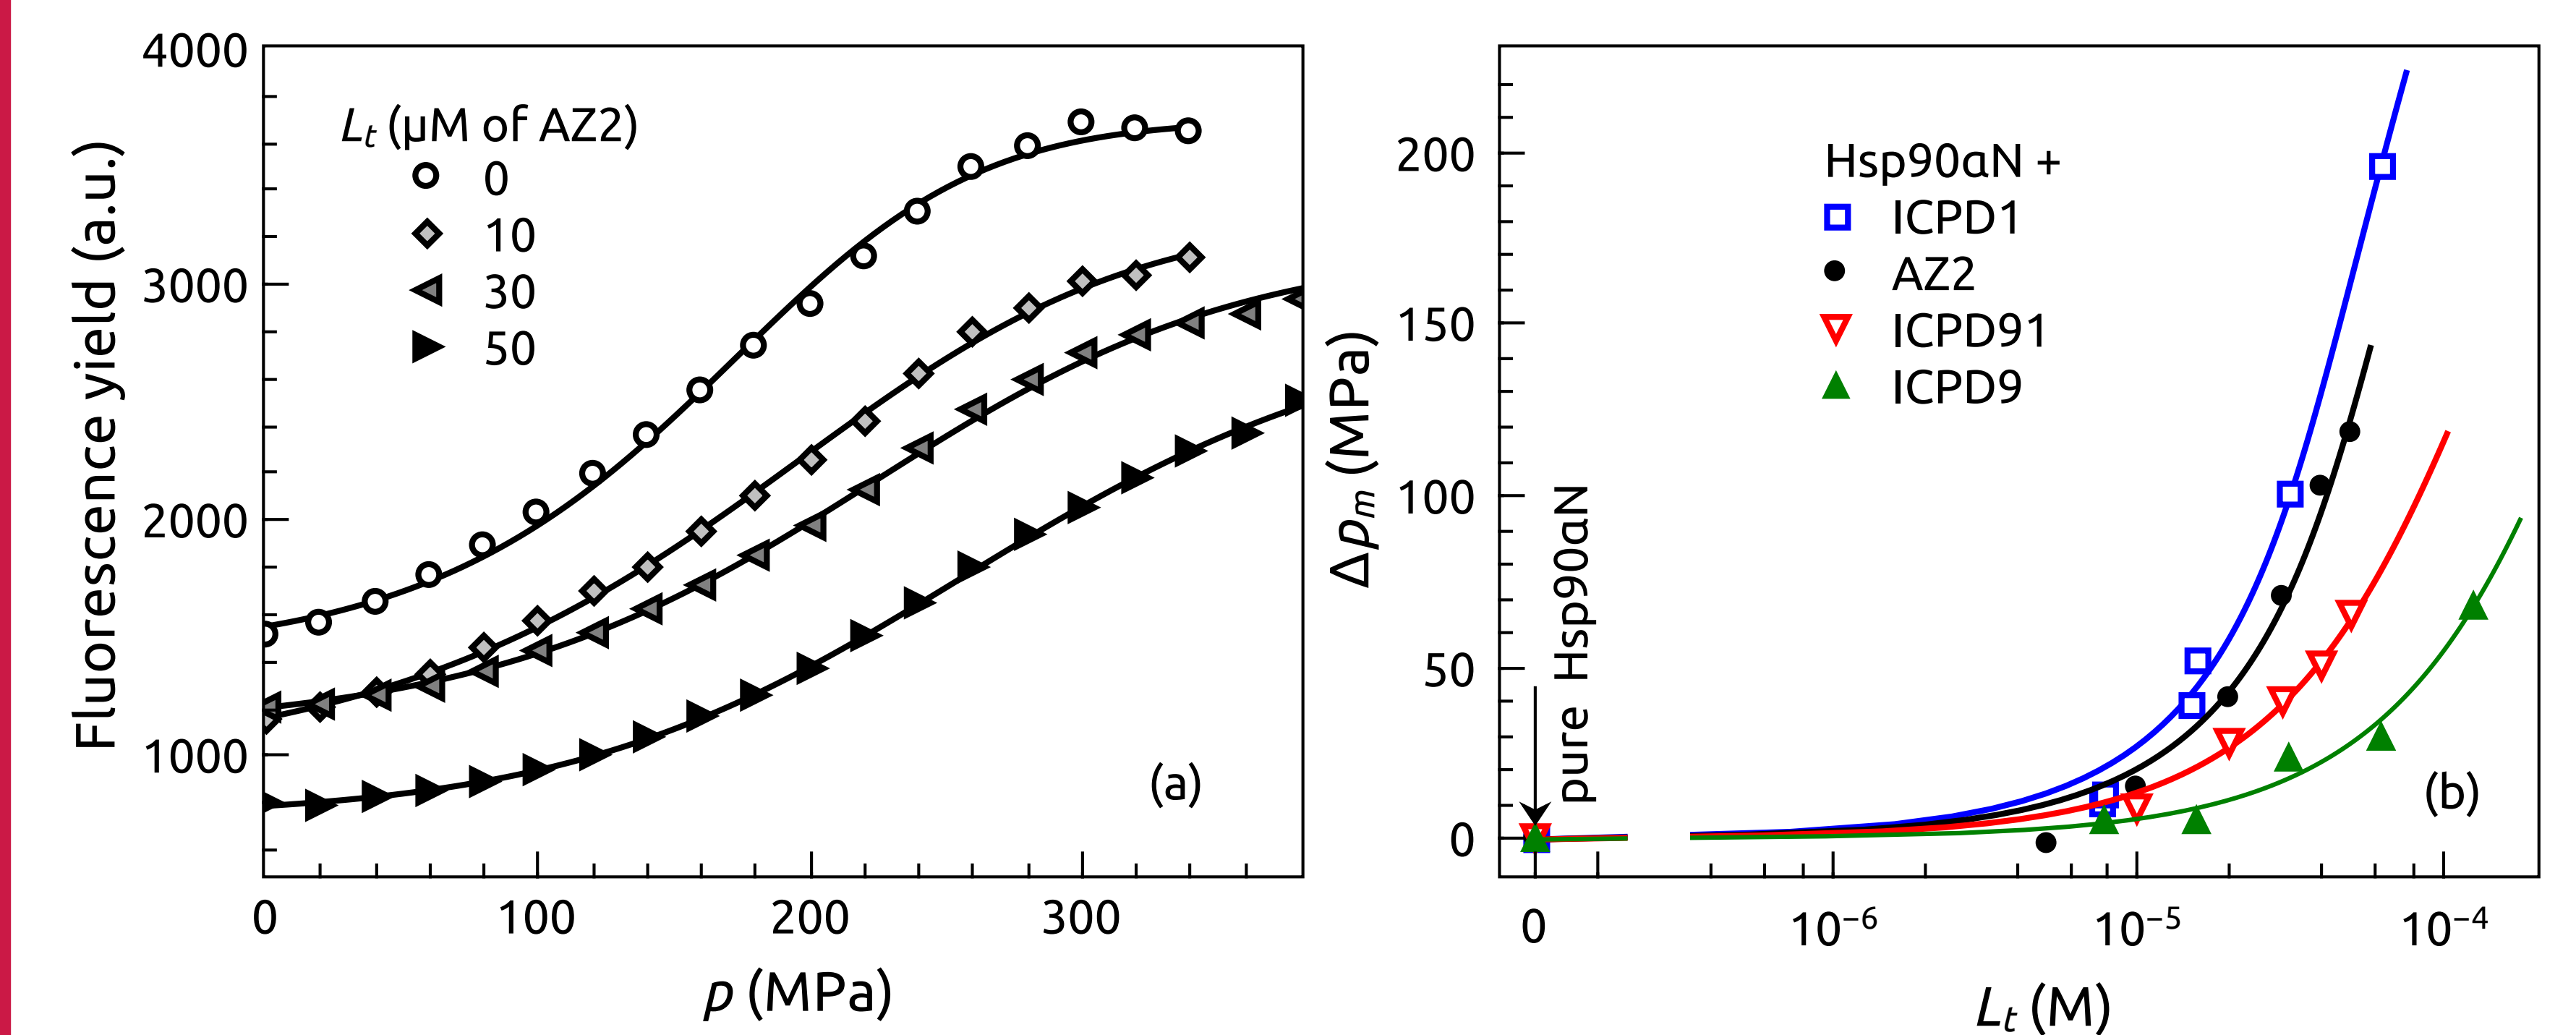 4000
3000
2000
1000
Fluorescence yield (a.u.)
Lt (µM of AZ2)
0
10
30
50
(a)
0
100
200
300
p (MPa)
200
150
100
50
0
Δpm (MPa)
Hsp90αN +
ICPD1
AZ2
ICPD91
ICPD9
pure Hsp90αN
(b)
0
10⁻⁶
10⁻⁵
10⁻⁴
Lt (M)